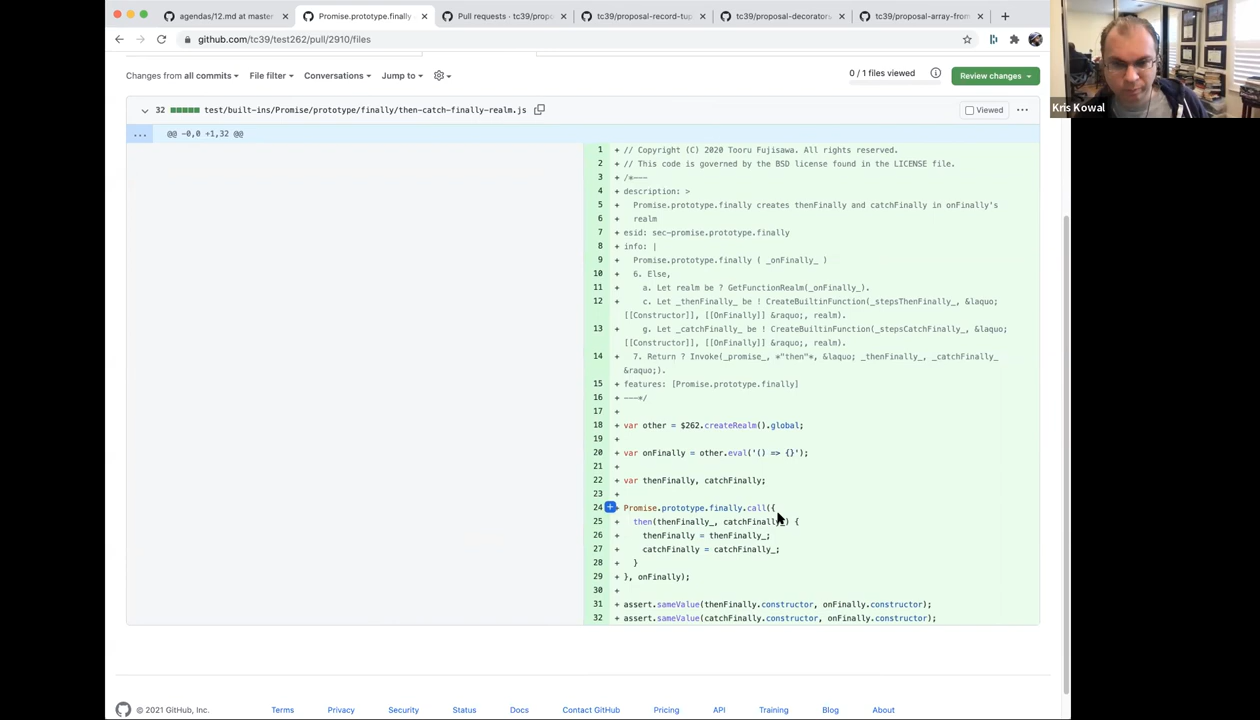 agendas/12.md at master
Promise.prototype.finally
Pull requests · tc39/propo
tc39/proposal-record-tup
tc39/proposal-decorators
tc39/proposal-array-from
github.com/tc39/test262/pull/2910/files
Changes from all commits
File filter
Conversations
Jump to
0 / 1 files viewed
Review changes
Kris Kowal
32 test/built-ins/Promise/prototype/finally/then-catch-finally-realm.js
Viewed
... @@ -0,0 +1,32 @@
1 + // Copyright (C) 2020 Tooru Fujisawa. All rights reserved.
2 + // This code is governed by the BSD license found in the LICENSE file.
3 + /*---
4 + description: >
5 + Promise.prototype.finally creates thenFinally and catchFinally in onFinally's
6 + realm
7 + esid: sec-promise.prototype.finally
8 + info: |
9 + Promise.prototype.finally ( _onFinally_ )
10 + 6. Else,
11 + a. Let realm be ? GetFunctionRealm(_onFinally_).
12 + c. Let _thenFinally_ be ! CreateBuiltinFunction(_stepsThenFinally_, &laquo;
[[Constructor]], [[OnFinally]] &raquo;, realm).
13 + g. Let _catchFinally_ be ! CreateBuiltinFunction(_stepsCatchFinally_, &laquo;
[[Constructor]], [[OnFinally]] &raquo;, realm).
14 + 7. Return ? Invoke(_promise_, *"then"*, &laquo; _thenFinally_, _catchFinally_
&raquo;).
15 + features: [Promise.prototype.finally]
16 + ---*/
17 +
18 + var other = $262.createRealm().global;
19 +
20 + var onFinally = other.eval('() => {}');
21 +
22 + var thenFinally, catchFinally;
23 +
24 + Promise.prototype.finally.call({
25 + then(thenFinally_, catchFinally_) {
26 + thenFinally = thenFinally_;
27 + catchFinally = catchFinally_;
28 + }
29 + }, onFinally);
30 +
31 + assert.sameValue(thenFinally.constructor, onFinally.constructor);
32 + assert.sameValue(catchFinally.constructor, onFinally.constructor);
© 2021 GitHub, Inc.
Terms
Privacy
Security
Status
Docs
Contact GitHub
Pricing
API
Training
Blog
About